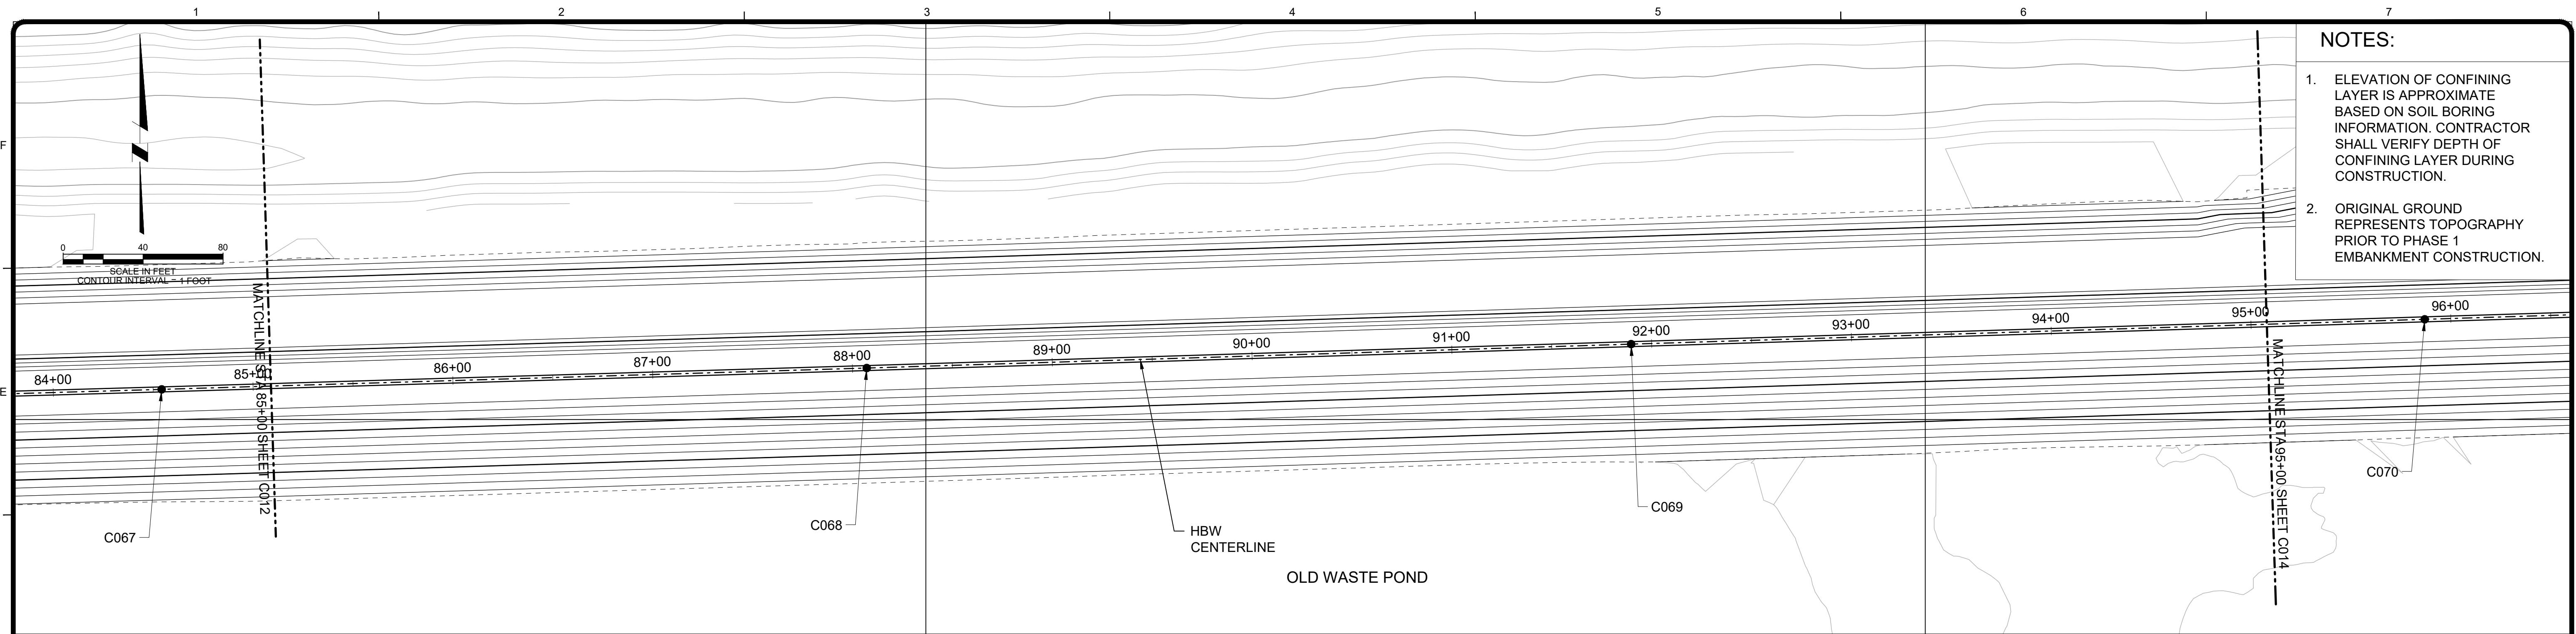 1 2 3 4 5 6 7
F
E
NOTES:
1. ELEVATION OF CONFINING
LAYER IS APPROXIMATE
BASED ON SOIL BORING
INFORMATION. CONTRACTOR
SHALL VERIFY DEPTH OF
CONFINING LAYER DURING
CONSTRUCTION.
2. ORIGINAL GROUND
REPRESENTS TOPOGRAPHY
PRIOR TO PHASE 1
EMBANKMENT CONSTRUCTION.
0 40 80
SCALE IN FEET
CONTOUR INTERVAL = 1 FOOT
MATCHLINE STA 85+00 SHEET C012
84+00 85+00 86+00 87+00 88+00 89+00 90+00 91+00 92+00 93+00 94+00 95+00 96+00
MATCHLINE STA95+00 SHEET C014
C067
C068
HBW
CENTERLINE
C069
C070
OLD WASTE POND